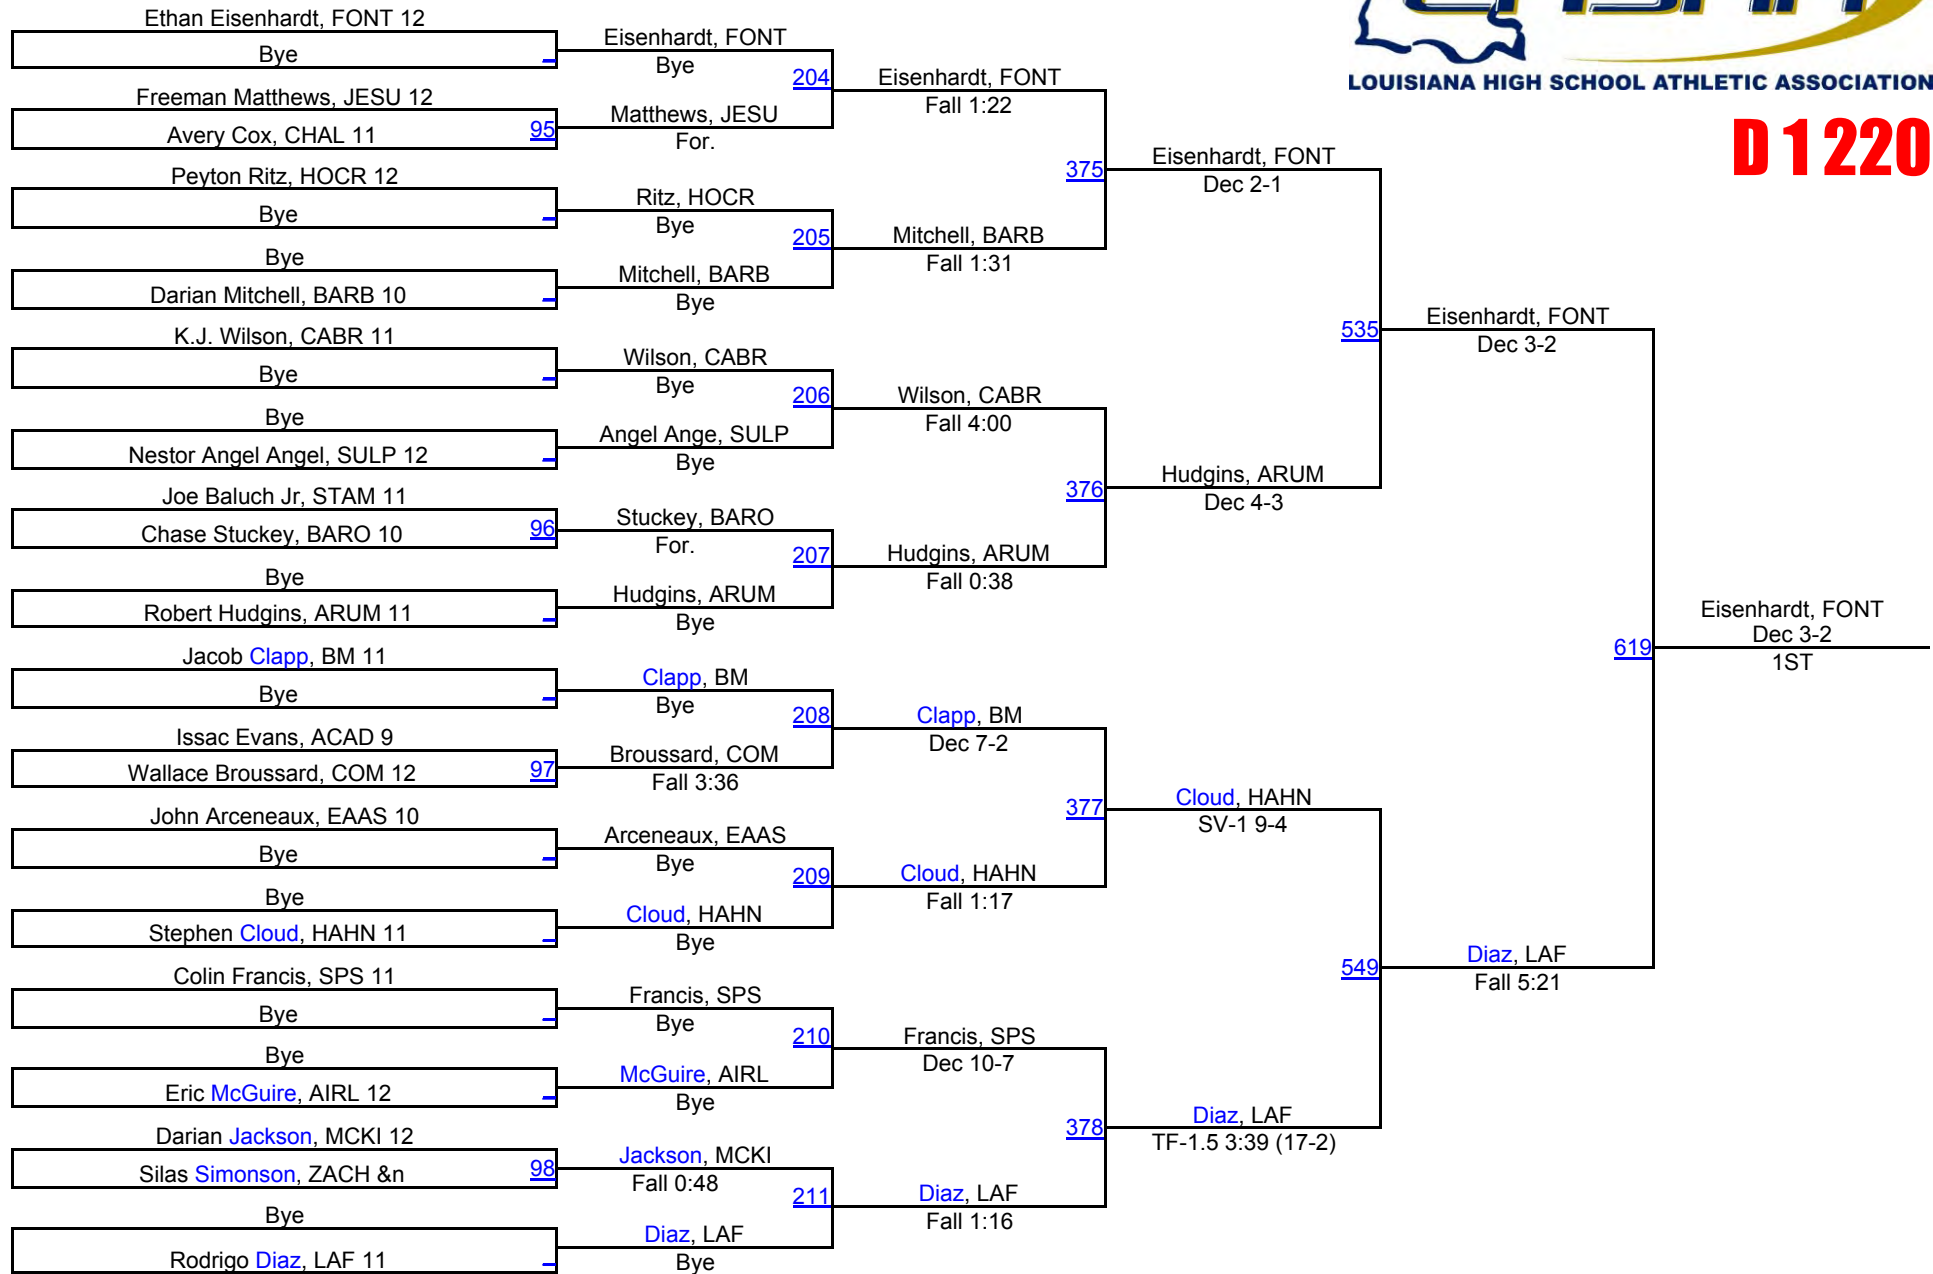 LHSAA
LOUISIANA HIGH SCHOOL ATHLETIC ASSOCIATION
D 1 220
Ethan Eisenhardt, FONT 12
Bye
Freeman Matthews, JESU 12
Avery Cox, CHAL 11
95
Peyton Ritz, HOCR 12
Bye
Bye
Darian Mitchell, BARB 10
K.J. Wilson, CABR 11
Bye
Bye
Nestor Angel Angel, SULP 12
Joe Baluch Jr, STAM 11
Chase Stuckey, BARO 10
96
Bye
Robert Hudgins, ARUM 11
Jacob Clapp, BM 11
Bye
Issac Evans, ACAD 9
Wallace Broussard, COM 12
97
John Arceneaux, EAAS 10
Bye
Bye
Stephen Cloud, HAHN 11
Colin Francis, SPS 11
Bye
Bye
Eric McGuire, AIRL 12
Darian Jackson, MCKI 12
Silas Simonson, ZACH &n
98
Bye
Rodrigo Diaz, LAF 11
Eisenhardt, FONT
Bye
204
Matthews, JESU
For.
Ritz, HOCR
Bye
205
Mitchell, BARB
Bye
Wilson, CABR
Bye
206
Angel Ange, SULP
Bye
Stuckey, BARO
For.
207
Hudgins, ARUM
Bye
Clapp, BM
Bye
208
Broussard, COM
Fall 3:36
Arceneaux, EAAS
Bye
209
Cloud, HAHN
Bye
Francis, SPS
Bye
210
McGuire, AIRL
Bye
Jackson, MCKI
Fall 0:48
211
Diaz, LAF
Bye
Eisenhardt, FONT
Fall 1:22
375
Mitchell, BARB
Fall 1:31
Wilson, CABR
Fall 4:00
376
Hudgins, ARUM
Fall 0:38
Clapp, BM
Dec 7-2
377
Cloud, HAHN
Fall 1:17
Francis, SPS
Dec 10-7
378
Diaz, LAF
Fall 1:16
Eisenhardt, FONT
Dec 2-1
535
Hudgins, ARUM
Dec 4-3
Cloud, HAHN
SV-1 9-4
549
Diaz, LAF
TF-1.5 3:39 (17-2)
Eisenhardt, FONT
Dec 3-2
619
Diaz, LAF
Fall 5:21
Eisenhardt, FONT
Dec 3-2
1ST